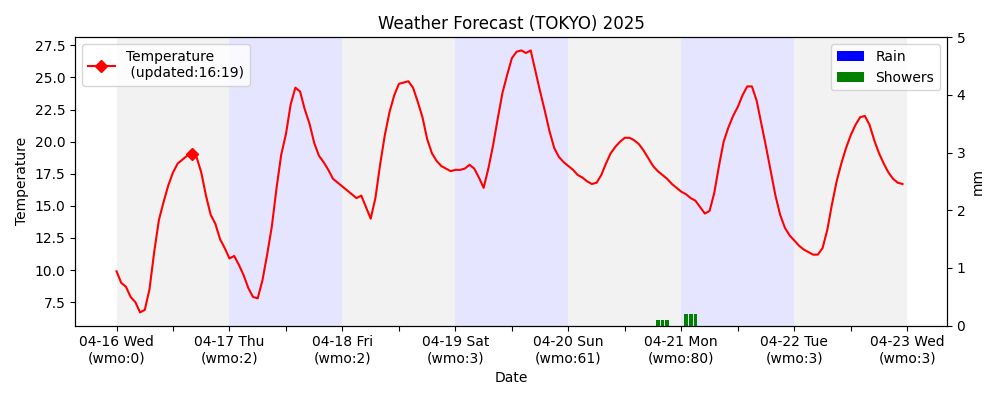 Weather Forecast (TOKYO) 2025
Temperature
(updated:16:19)
Rain
Showers
27.5
25.0
22.5
20.0
17.5
15.0
12.5
10.0
7.5
Temperature
5
4
3
2
1
0
mm
04-16 Wed
(wmo:0)
04-17 Thu
(wmo:2)
04-18 Fri
(wmo:2)
04-19 Sat
(wmo:3)
04-20 Sun
(wmo:61)
04-21 Mon
(wmo:80)
04-22 Tue
(wmo:3)
04-23 Wed
(wmo:3)
Date